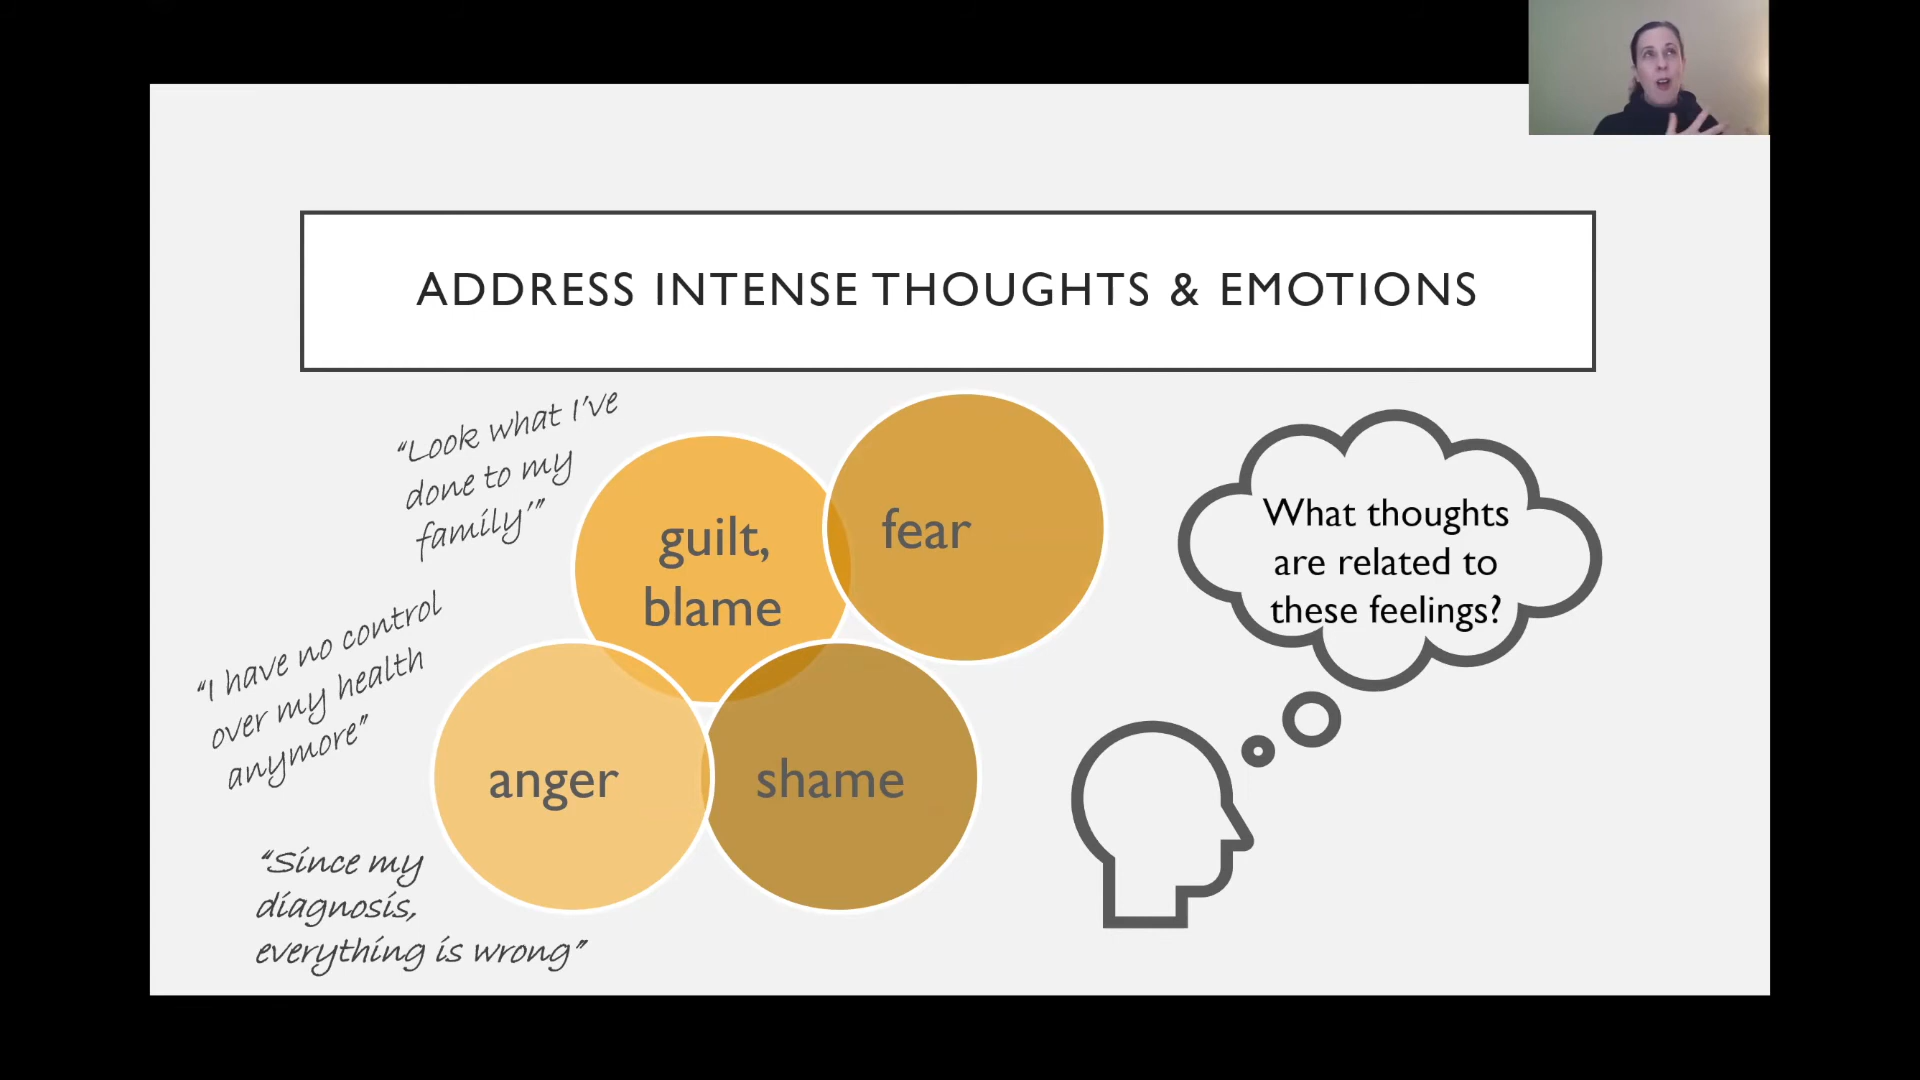 ADDRESS INTENSE THOUGHTS & EMOTIONS
“Look what I’ve
done to my
family’”
guilt,
blame
fear
What thoughts
are related to
these feelings?
“I have no control
over my health
anymore”
anger
shame
“Since my
diagnosis,
everything is wrong”